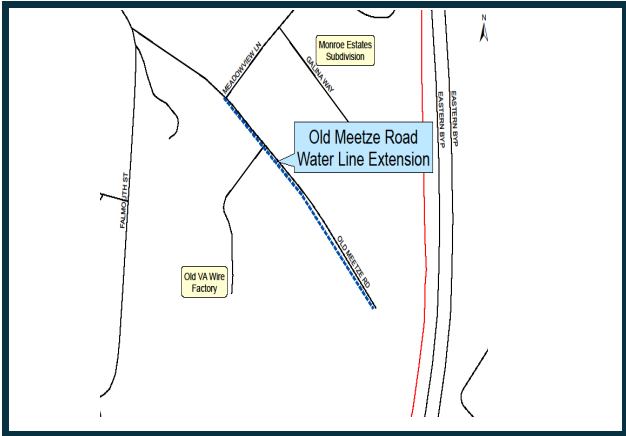 N
Monroe Estates
Subdivision
MEADOWVIEW LN
GALINA WAY
EASTERN BYP
EASTERN BYP
Old Meetze Road
Water Line Extension
FALMOUTH ST
OLD MEETZE RD
Old VA Wire
Factory